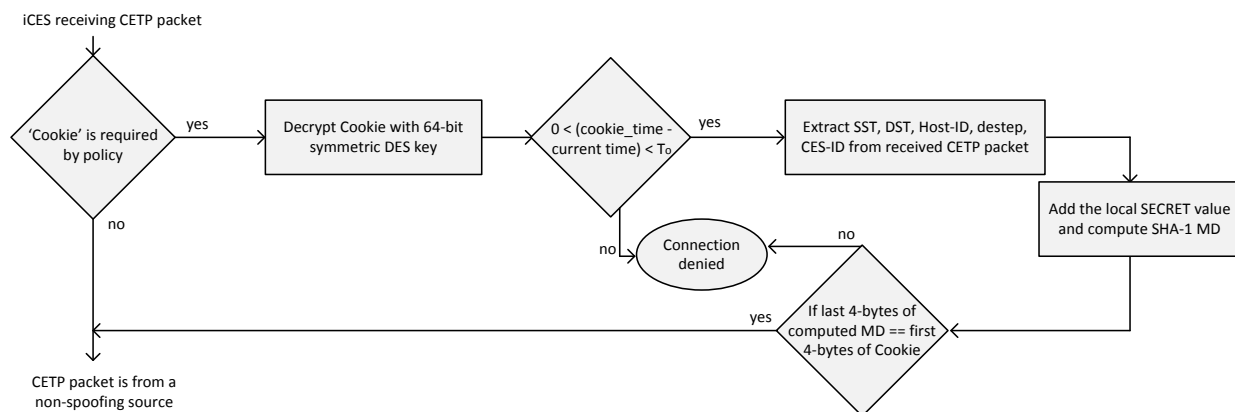 iCES receiving CETP packet
‘Cookie’ is required
by policy
yes
no
Decrypt Cookie with 64-bit
symmetric DES key
0 < (cookie_time -
current time) < To
yes
no
Extract SST, DST, Host-ID, destep,
CES-ID from received CETP packet
Add the local SECRET value
and compute SHA-1 MD
Connection
denied
no
If last 4-bytes of
computed MD == first
4-bytes of Cookie
yes
CETP packet is from a
non-spoofing source